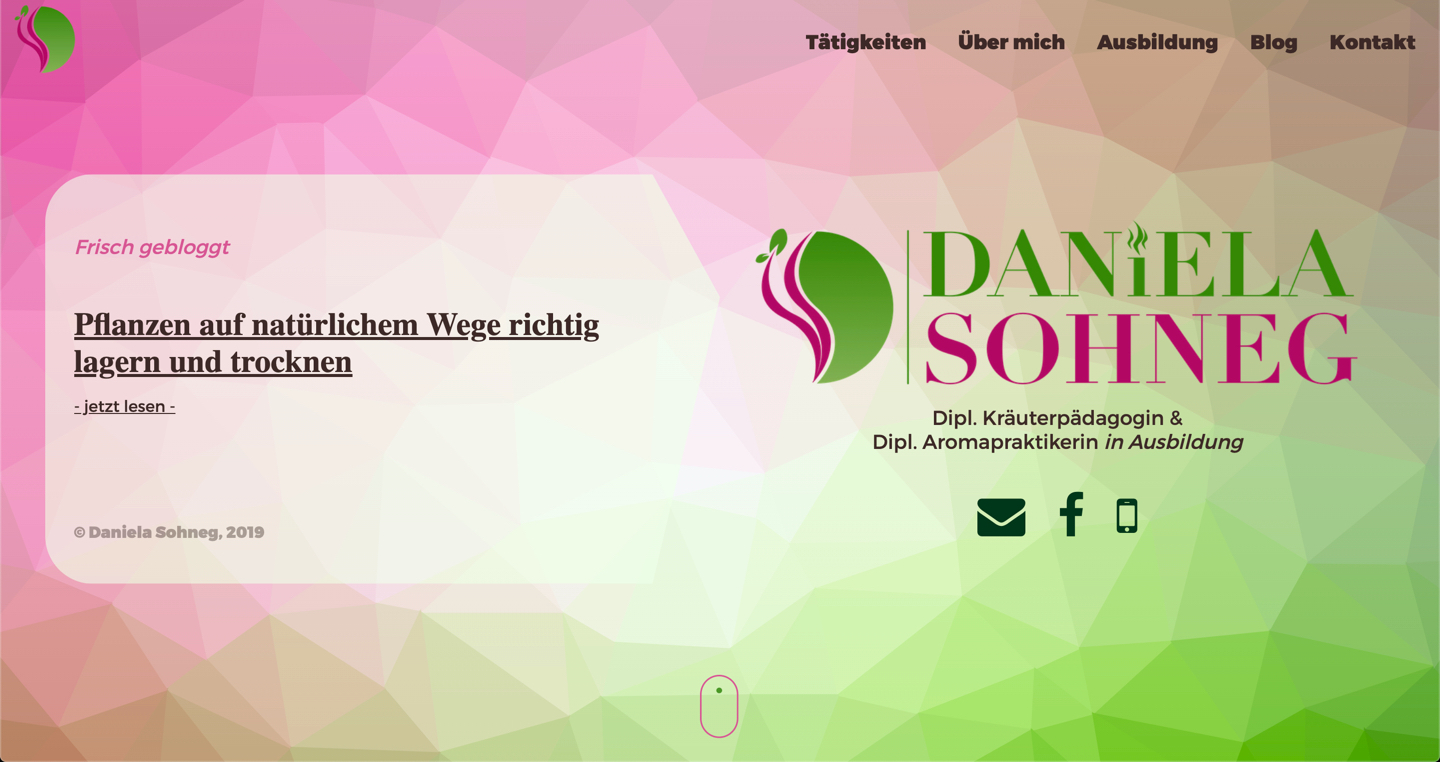 Tätigkeiten Über mich Ausbildung Blog Kontakt
Frisch gebloggt
Pflanzen auf natürlichem Wege richtig
lagern und trocknen
- jetzt lesen -
© Daniela Sohneg, 2019
DANiELA
SOHNEG
Dipl. Kräuterpädagogin &
Dipl. Aromapraktikerin in Ausbildung